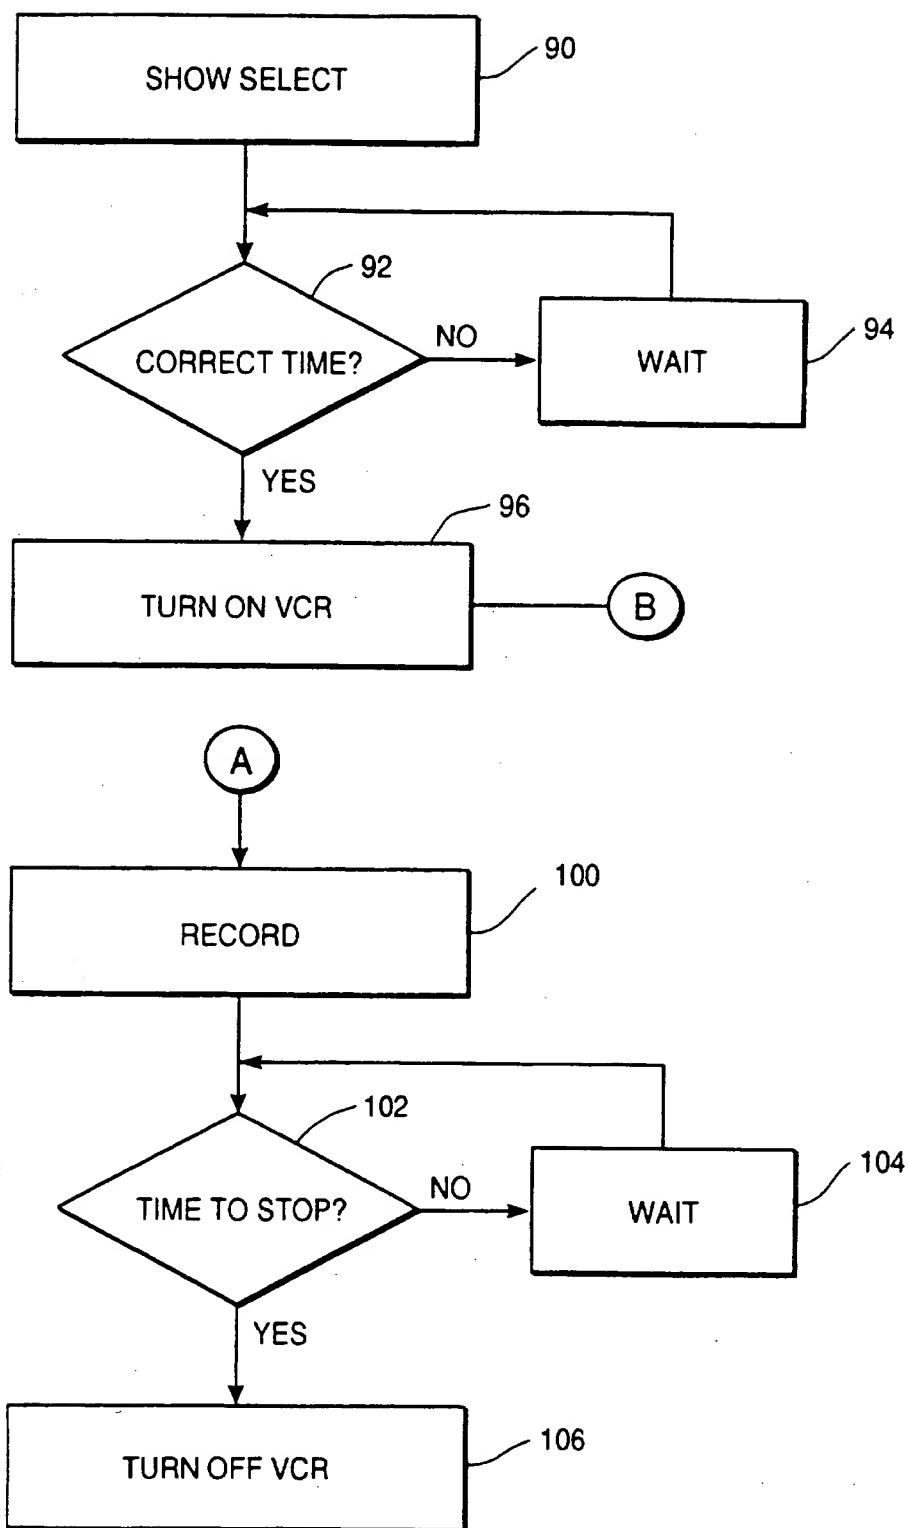 SHOW SELECT
90
92
CORRECT TIME?
NO
WAIT
94
YES
96
TURN ON VCR
B
A
RECORD
100
102
TIME TO STOP?
NO
WAIT
104
YES
TURN OFF VCR
106